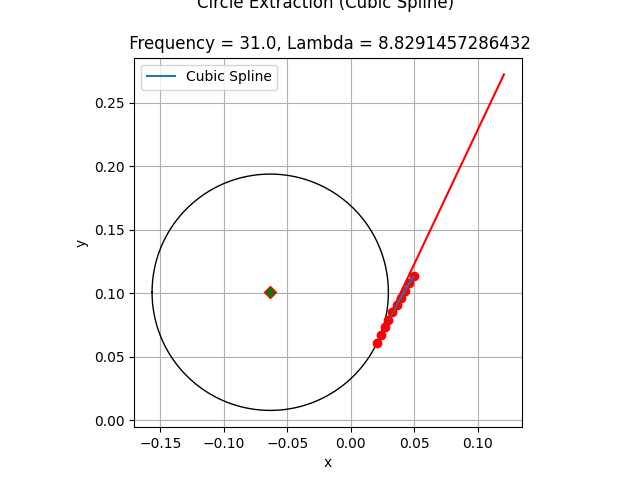 Circle Extraction (Cubic Spline)
Frequency = 31.0, Lambda = 8.8291457286432
Cubic Spline
0.25
0.20
0.15
0.10
0.05
0.00
y
−0.15
−0.10
−0.05
0.00
0.05
0.10
x